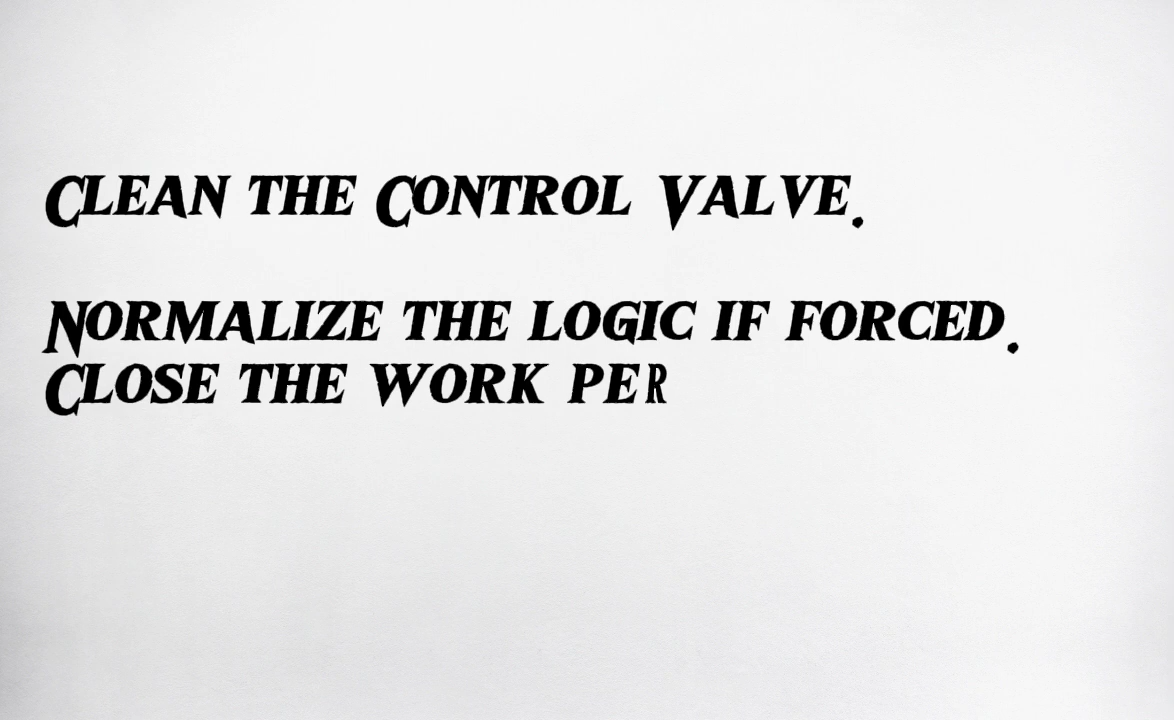 Clean the Control Valve.
Normalize the logic if forced.
Close the work per